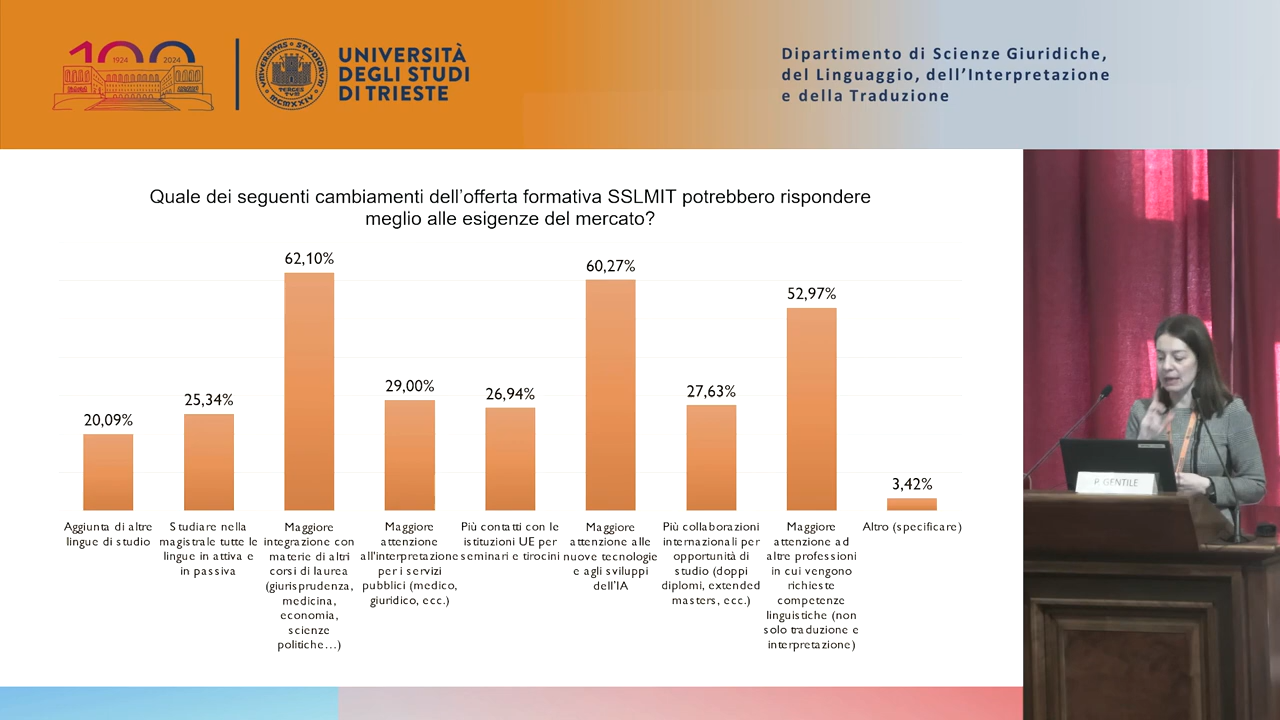 100
1924 2024
UNIVERSITAS STUDIORUM
TERGES
TVM
MCMXXIV
UNIVERSITÀ
DEGLI STUDI
DI TRIESTE
Dipartimento di Scienze Giuridiche,
del Linguaggio, dell’Interpretazione
e della Traduzione
Quale dei seguenti cambiamenti dell’offerta formativa SSLMIT potrebbero rispondere
meglio alle esigenze del mercato?
20,09%
25,34%
62,10%
29,00%
26,94%
60,27%
27,63%
52,97%
3,42%
Aggiunta di altre
lingue di studio
Studiare nella
magistrale tutte le
lingue in attiva e
in passiva
Maggiore
integrazione con
materie di altri
corsi di laurea
(giurisprudenza,
medicina,
economia,
scienze
politiche…)
Maggiore
attenzione
all’interpretazione
per i servizi
pubblici (medico,
giuridico, ecc.)
Più contatti con le
istituzioni UE per
seminari e tirocini
Maggiore
attenzione alle
nuove tecnologie
e agli sviluppi
dell’IA
Più collaborazioni
internazionali per
opportunità di
studio (doppi
diplomi, extended
masters, ecc.)
Maggiore
attenzione ad
altre professioni
in cui vengono
richieste
competenze
linguistiche (non
solo traduzione e
interpretazione)
Altro (specificare)
P. GENTILE